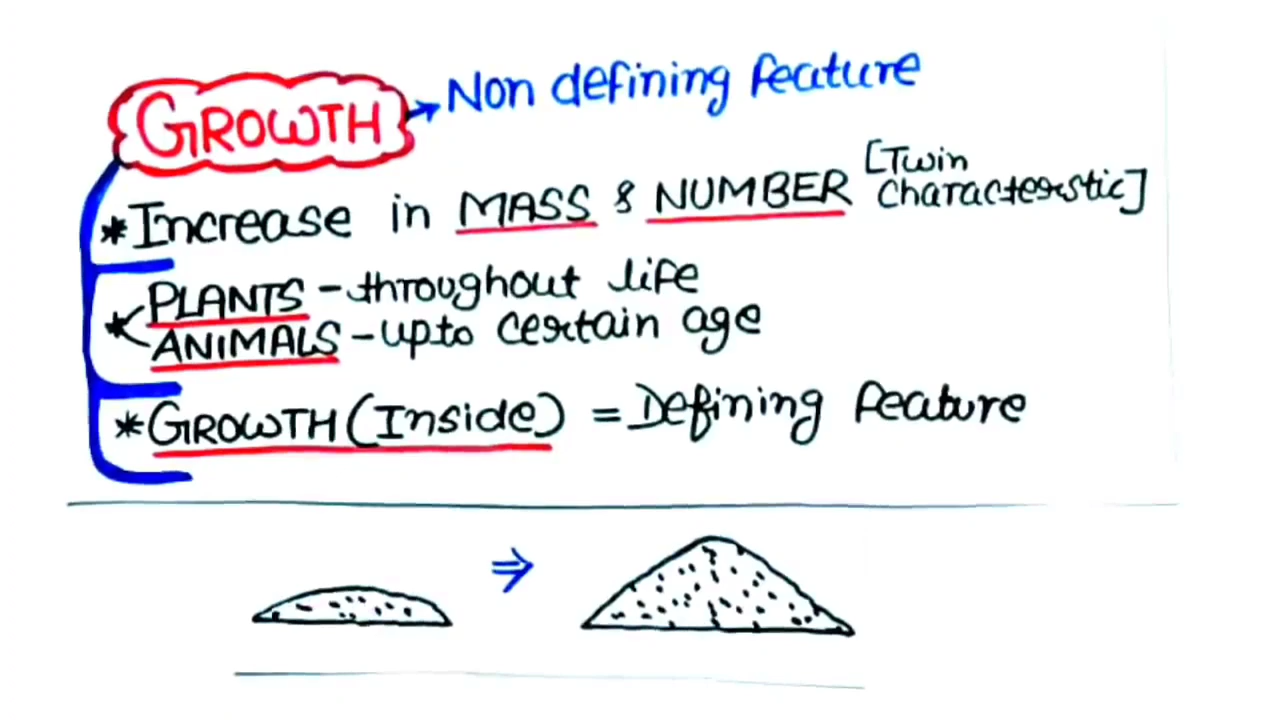 GROWTH → Non defining feature
* Increase in MASS & NUMBER [Twin
characteristic]
* PLANTS - throughout life
ANIMALS - upto certain age
* GROWTH (Inside) = Defining feature
⇒